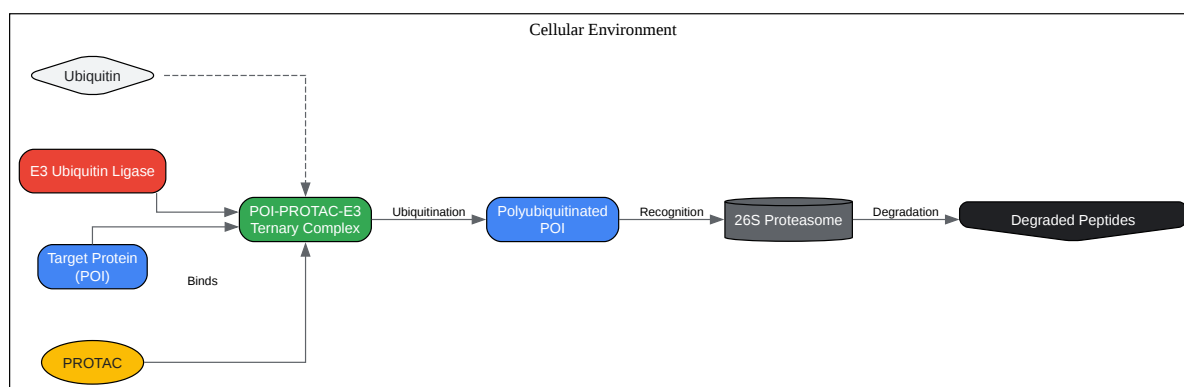 Cellular Environment
Ubiquitin
E3 Ubiquitin Ligase
POI-PROTAC-E3
Ternary Complex
Ubiquitination
Polyubiquitinated
POI
Recognition
26S Proteasome
Degradation
Degraded Peptides
Target Protein
(POI)
Binds
PROTAC